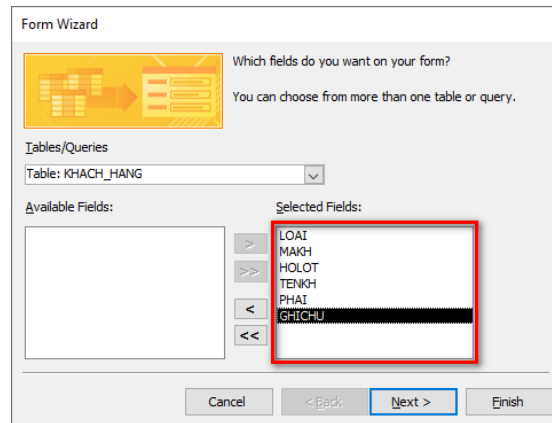 Form Wizard
Which fields do you want on your form?
You can choose from more than one table or query.
Tables/Queries
Table: KHACH_HANG
Available Fields:
Selected Fields:
>
>>
<
<<
LOAI
MAKH
HOLOT
TENKH
PHAI
GHICHU
Cancel
< Back
Next >
Finish